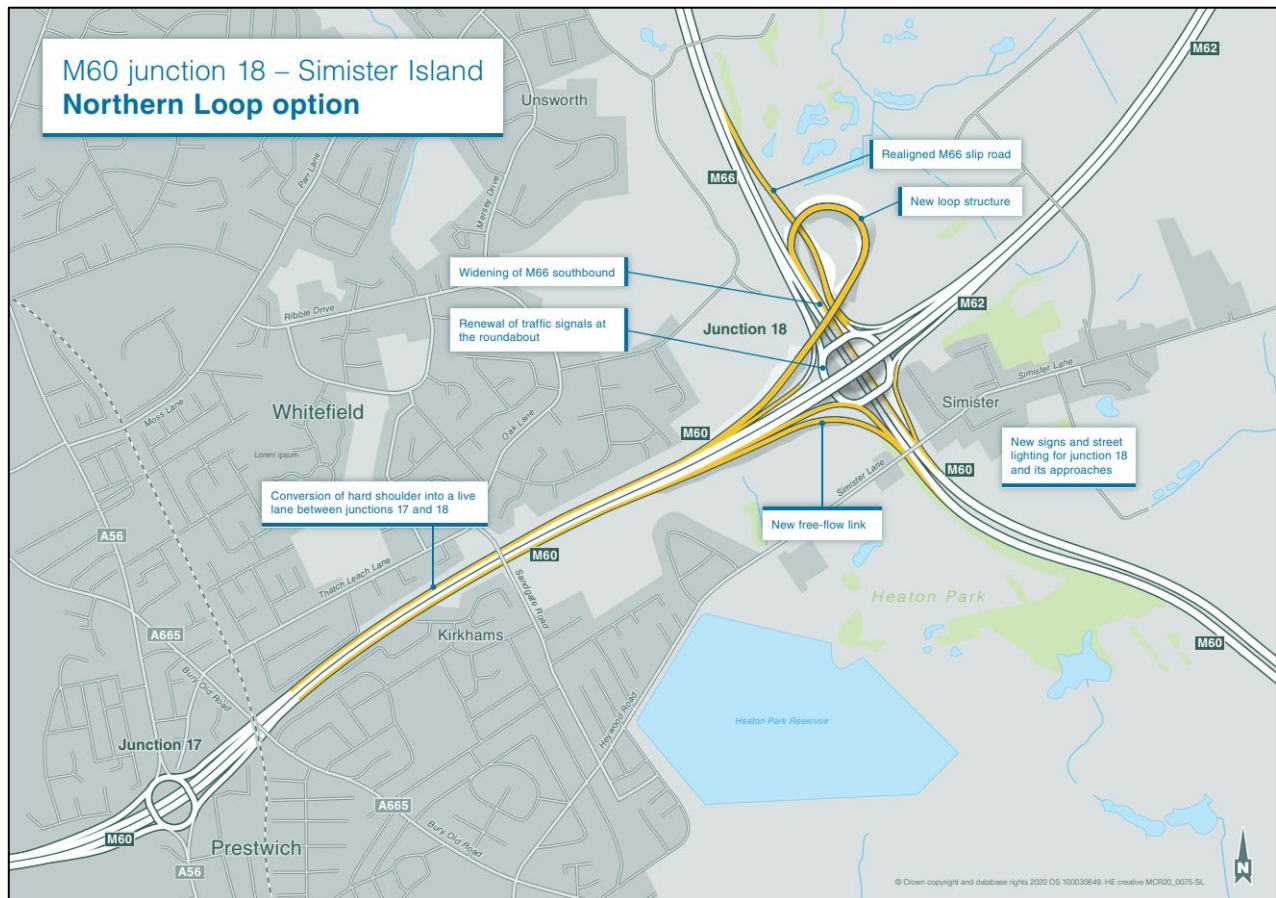 M60 junction 18 – Simister Island
Northern Loop option
Unsworth
M62
Parr Lane
Mersey Drive
Realigned M66 slip road
M66
New loop structure
Widening of M66 southbound
M62
Ribble Drive
Renewal of traffic signals at
the roundabout
Junction 18
Simister Lane
Moss Lane
Whitefield
Oak Lane
Simister
M60
Lorem ipsum
New signs and street
lighting for junction 18
and its approaches
Simister Lane
M60
Conversion of hard shoulder into a live
lane between junctions 17 and 18
New free-flow link
A56
M60
Thatch Leach Lane
Sandgate Road
Heaton Park
A665
Kirkhams
M60
Bury Old Road
Heywood Road
Heaton Park Reservoir
Junction 17
A665
M60
Prestwich
Bury Old Road
A56
N
© Crown copyright and database rights 2020 OS 100030649. HE creative MCR20_0075-SL